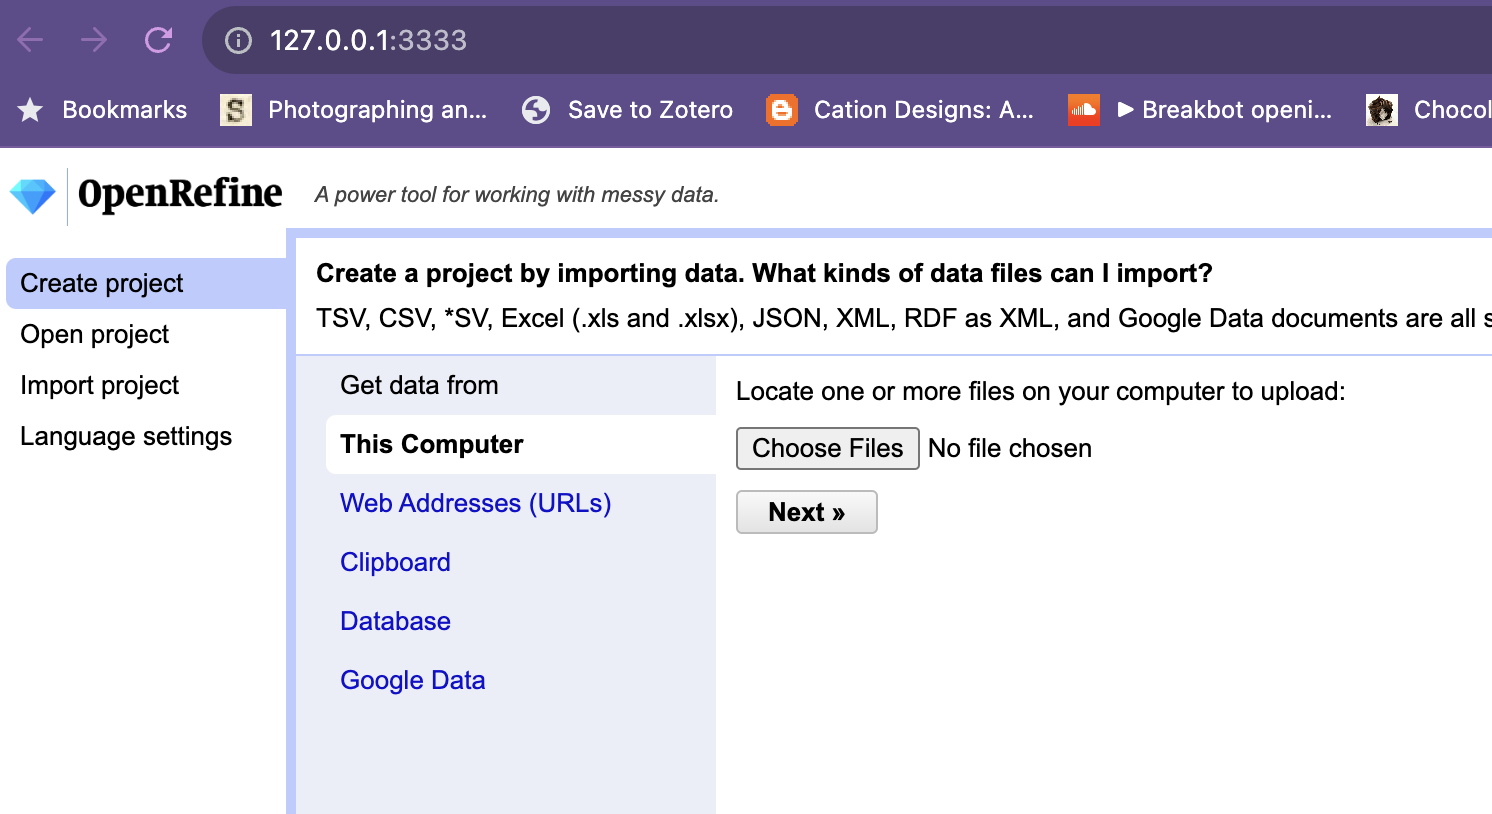 127.0.0.1:3333
Bookmarks Photographing an... Save to Zotero Cation Designs: A... ▶ Breakbot openi... Chocol
OpenRefine A power tool for working with messy data.
Create project
Open project
Import project
Language settings
Create a project by importing data. What kinds of data files can I import?
TSV, CSV, *SV, Excel (.xls and .xlsx), JSON, XML, RDF as XML, and Google Data documents are all s
Get data from
This Computer
Web Addresses (URLs)
Clipboard
Database
Google Data
Locate one or more files on your computer to upload:
Choose Files No file chosen
Next »